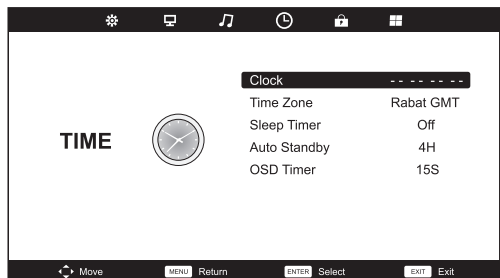 Clock - - - - - - - -
Time Zone Rabat GMT
Sleep Timer Off
TIME
Auto Standby 4H
OSD Timer 15S
Move MENU Return ENTER Select EXIT Exit